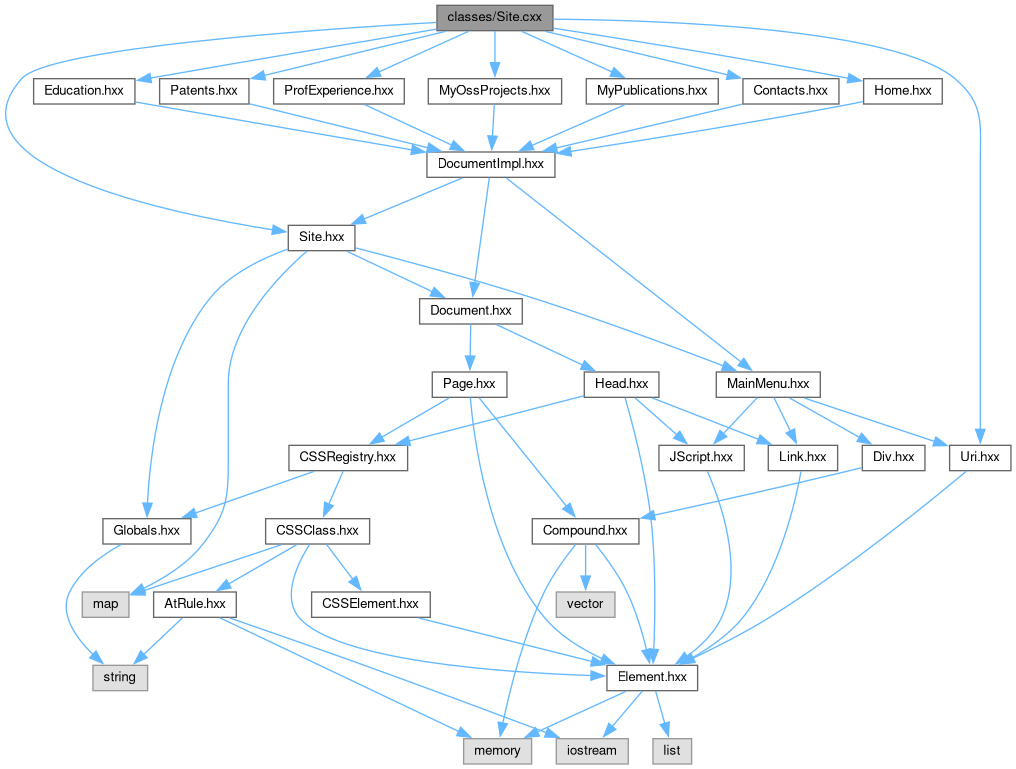 classes/Site.cxx
Education.hxx
Patents.hxx
ProfExperience.hxx
MyOssProjects.hxx
MyPublications.hxx
Contacts.hxx
Home.hxx
DocumentImpl.hxx
Site.hxx
Document.hxx
Page.hxx
Head.hxx
MainMenu.hxx
CSSRegistry.hxx
JScript.hxx
Link.hxx
Div.hxx
Uri.hxx
Globals.hxx
CSSClass.hxx
Compound.hxx
map
AtRule.hxx
CSSElement.hxx
vector
string
Element.hxx
memory
iostream
list